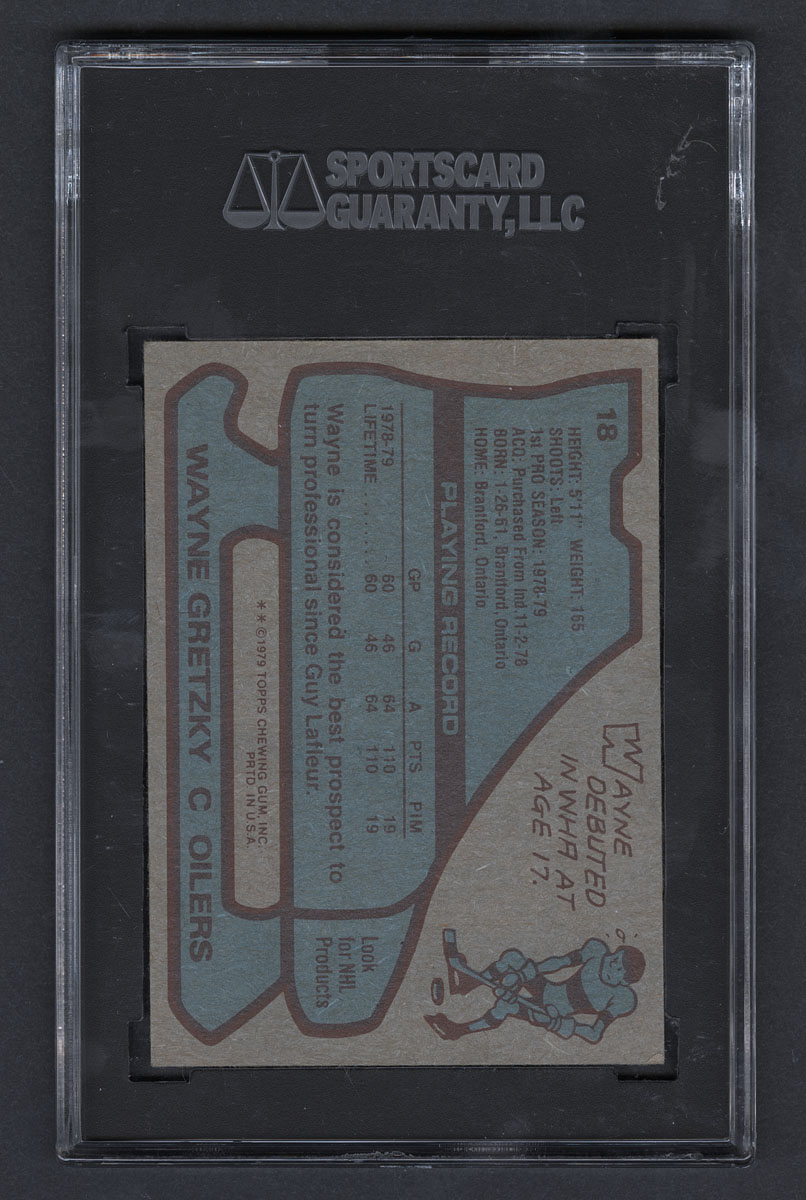 SPORTSCARD
GUARANTY, LLC
18
HEIGHT: 5'11" WEIGHT: 165
SHOOTS: Left
1st PRO SEASON: 1978-79
ACQ: Purchased From Ind. 11-2-78
BORN: 1-26-61, Brandord, Ontario
HOME: Brantford, Ontario
WAYNE
DEBUTED
IN WHA AT
AGE 17.
PLAYING RECORD
GP G A PTS PIM
1978-79 60 46 64 110 19
LIFETIME ......... 60 46 64 110 19
Wayne is considered the best prospect to
turn professional since Guy Lafleur.
Look
for NHL
Products
* * ©1979 TOPPS CHEWING GUM, INC.
PRTD IN U.S.A.
WAYNE GRETZKY C OILERS